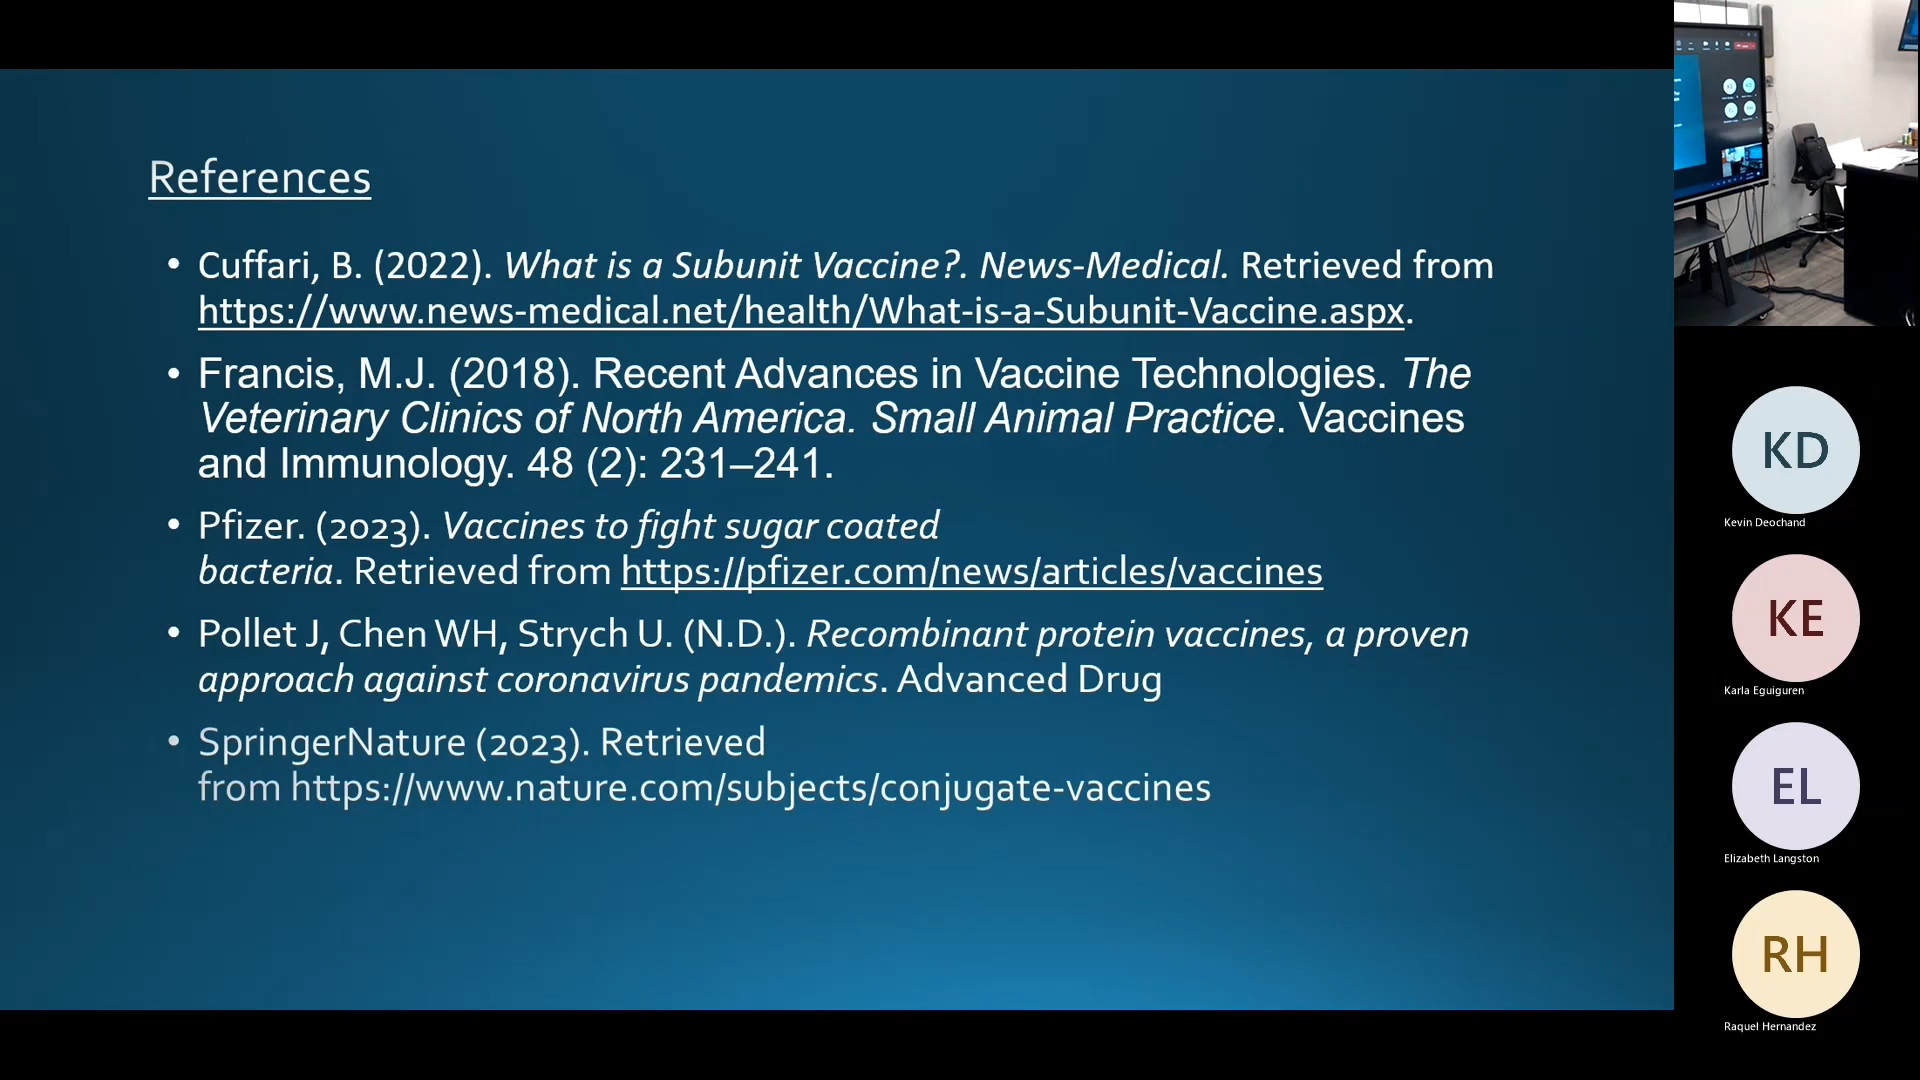 References
• Cuffari, B. (2022). What is a Subunit Vaccine?. News-Medical. Retrieved from
https://www.news-medical.net/health/What-is-a-Subunit-Vaccine.aspx.
• Francis, M.J. (2018). Recent Advances in Vaccine Technologies. The
Veterinary Clinics of North America. Small Animal Practice. Vaccines
and Immunology. 48 (2): 231–241.
• Pfizer. (2023). Vaccines to fight sugar coated
bacteria. Retrieved from https://pfizer.com/news/articles/vaccines
• Pollet J, Chen WH, Strych U. (N.D.). Recombinant protein vaccines, a proven
approach against coronavirus pandemics. Advanced Drug
• SpringerNature (2023). Retrieved
from https://www.nature.com/subjects/conjugate-vaccines
KD
Kevin Deochand
KE
Karla Eguiguren
EL
Elizabeth Langston
RH
Raquel Hernandez